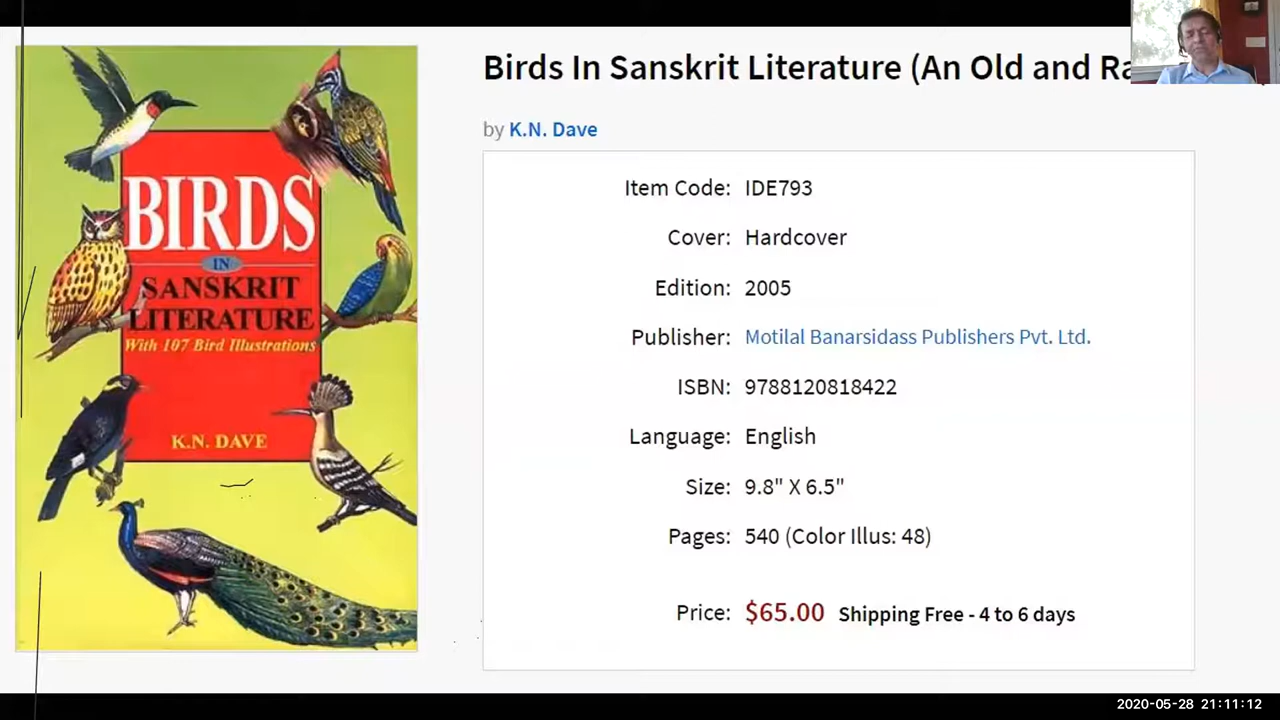 BIRDS
IN
SANSKRIT
LITERATURE
With 107 Bird Illustrations
K.N. DAVE
Birds In Sanskrit Literature (An Old and
by K.N. Dave
Item Code: IDE793
Cover: Hardcover
Edition: 2005
Publisher: Motilal Banarsidass Publishers Pvt. Ltd.
ISBN: 9788120818422
Language: English
Size: 9.8" X 6.5"
Pages: 540 (Color Illus: 48)
Price: $65.00 Shipping Free - 4 to 6 days
2020-05-28 21:11:12